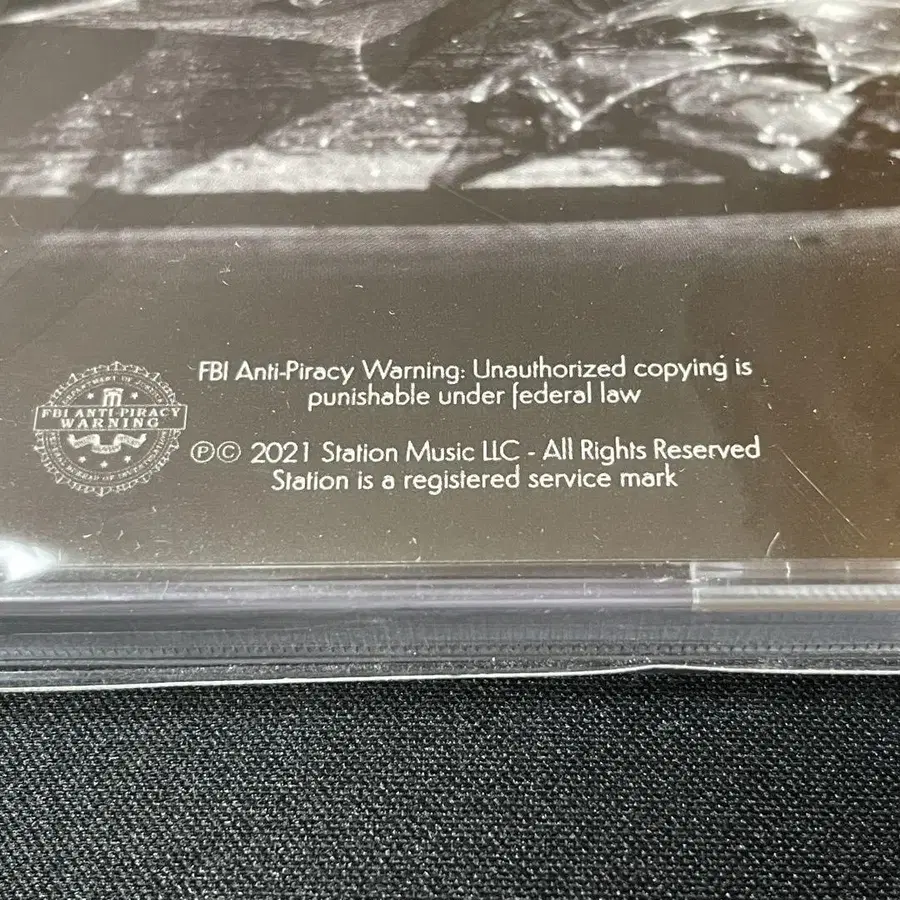 FBI Anti-Piracy Warning: Unauthorized copying is
punishable under federal law
FBI ANTI-PIRACY
WARNING
℗© 2021 Station Music LLC - All Rights Reserved
Station is a registered service mark